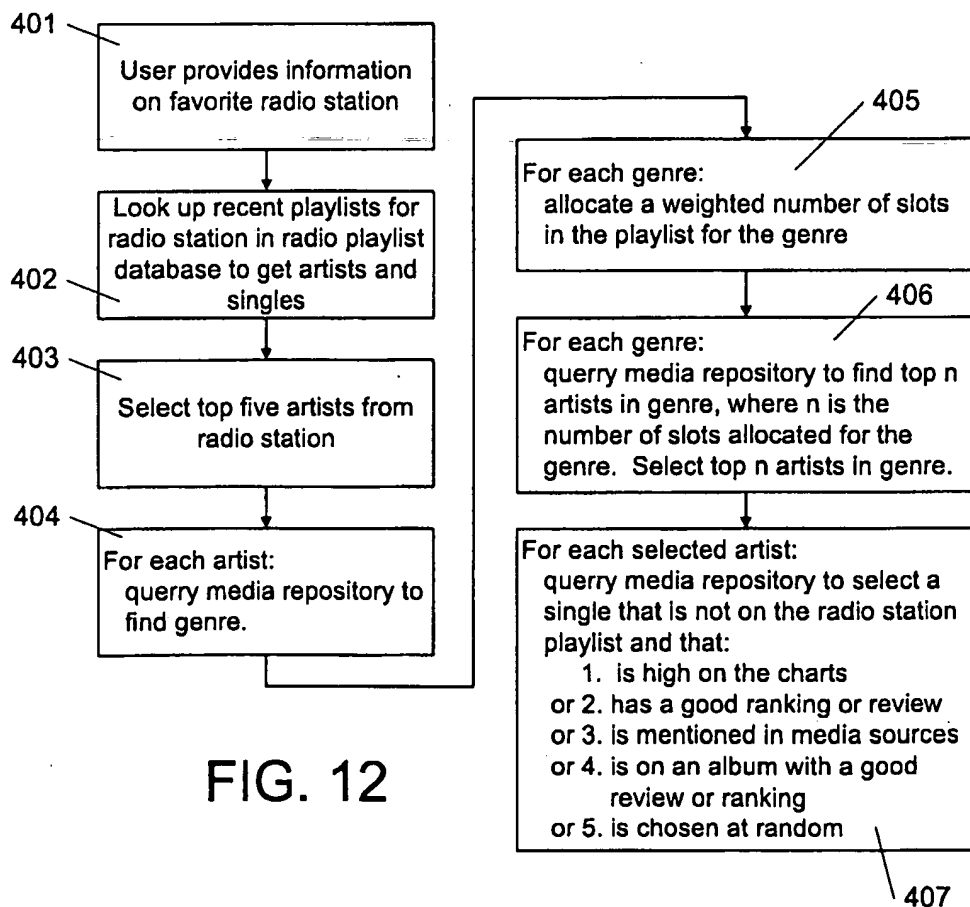 401
User provides information
on favorite radio station
Look up recent playlists for
radio station in radio playlist
database to get artists and
singles
402
403
Select top five artists from
radio station
404
For each artist:
querry media repository to
find genre.
405
For each genre:
allocate a weighted number of slots
in the playlist for the genre
406
For each genre:
querry media repository to find top n
artists in genre, where n is the
number of slots allocated for the
genre. Select top n artists in genre.
For each selected artist:
querry media repository to select a
single that is not on the radio station
playlist and that:
1. is high on the charts
or 2. has a good ranking or review
or 3. is mentioned in media sources
or 4. is on an album with a good
review or ranking
or 5. is chosen at random
407
FIG. 12